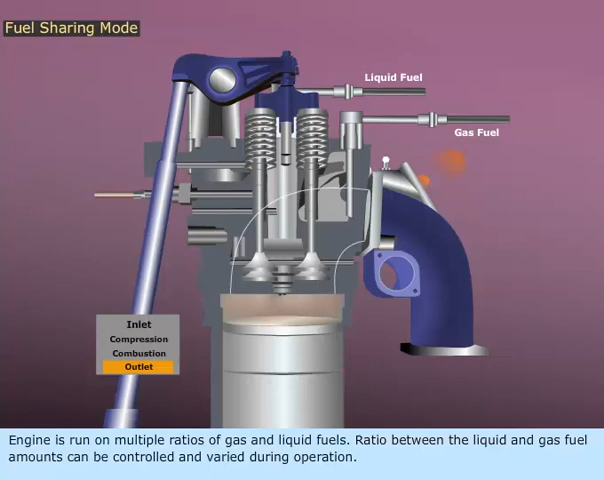 Fuel Sharing Mode
Liquid Fuel
Gas Fuel
Inlet
Compression
Combustion
Outlet
Engine is run on multiple ratios of gas and liquid fuels. Ratio between the liquid and gas fuel
amounts can be controlled and varied during operation.